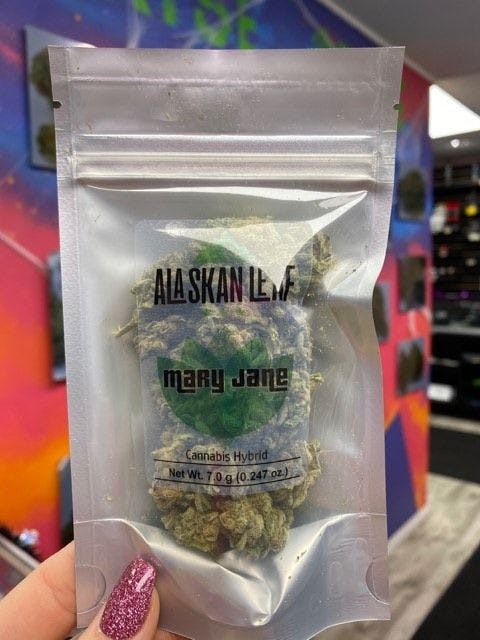 ALASKAN LEAF
mary Jane
Cannabis Hybrid
Net Wt. 7.0 g (0.247 oz.)